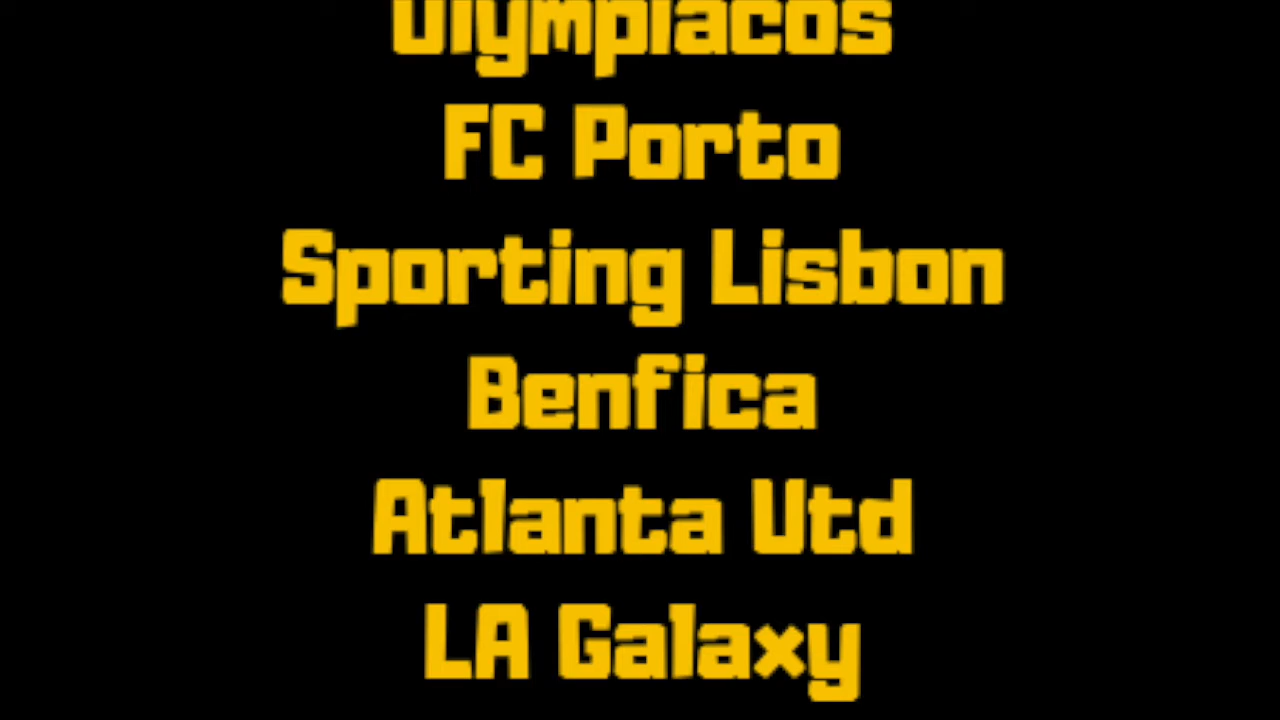 Olympiacos
FC Porto
Sporting Lisbon
Benfica
Atlanta Utd
LA Galaxy